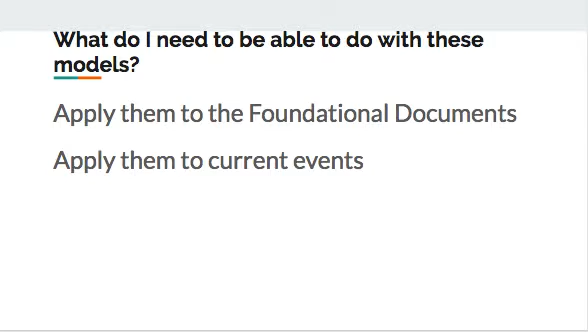 What do I need to be able to do with these
models?
Apply them to the Foundational Documents
Apply them to current events